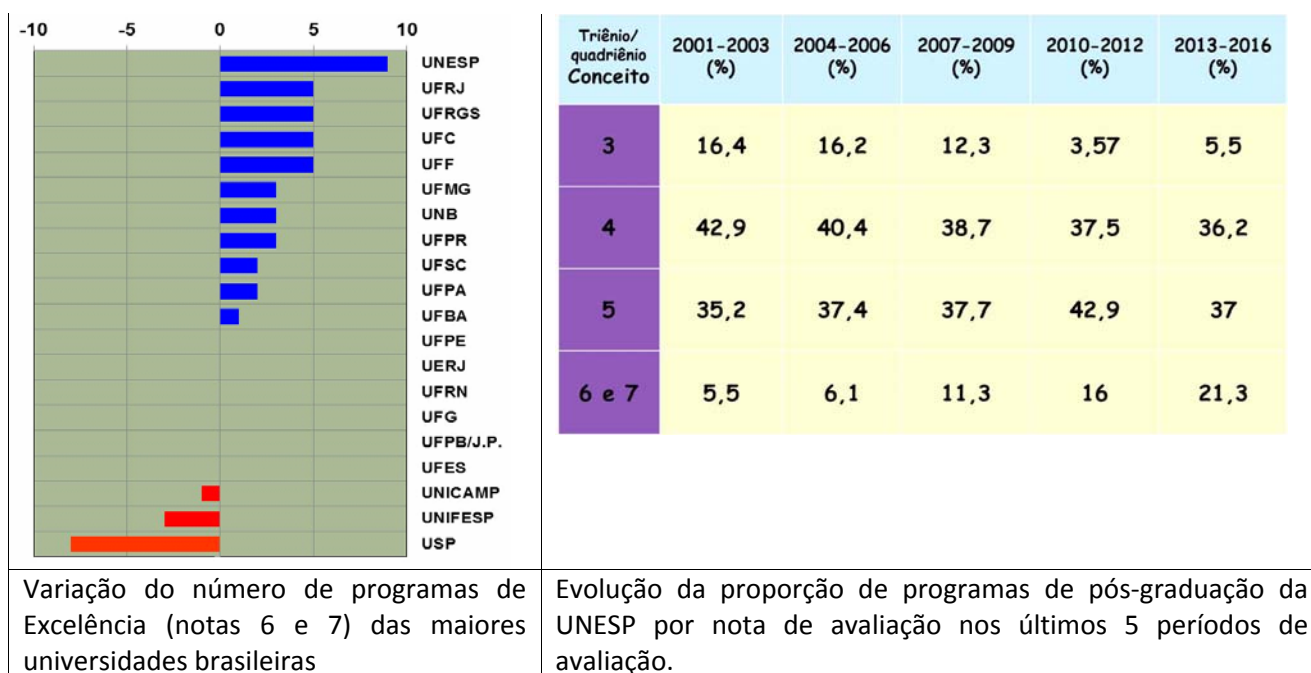 -10 -5 0 5 10
UNESP
UFRJ
UFRGS
UFC
UFF
UFMG
UNB
UFPR
UFSC
UFPA
UFBA
UFPE
UERJ
UFRN
UFG
UFPB/J.P.
UFES
UNICAMP
UNIFESP
USP
Triênio/
quadriênio
Conceito
2001-2003 (%)
2004-2006 (%)
2007-2009 (%)
2010-2012 (%)
2013-2016 (%)
3 16,4 16,2 12,3 3,57 5,5
4 42,9 40,4 38,7 37,5 36,2
5 35,2 37,4 37,7 42,9 37
6 e 7 5,5 6,1 11,3 16 21,3
Variação do número de programas de
Excelência (notas 6 e 7) das maiores
universidades brasileiras
Evolução da proporção de programas de pós-graduação da
UNESP por nota de avaliação nos últimos 5 períodos de
avaliação.